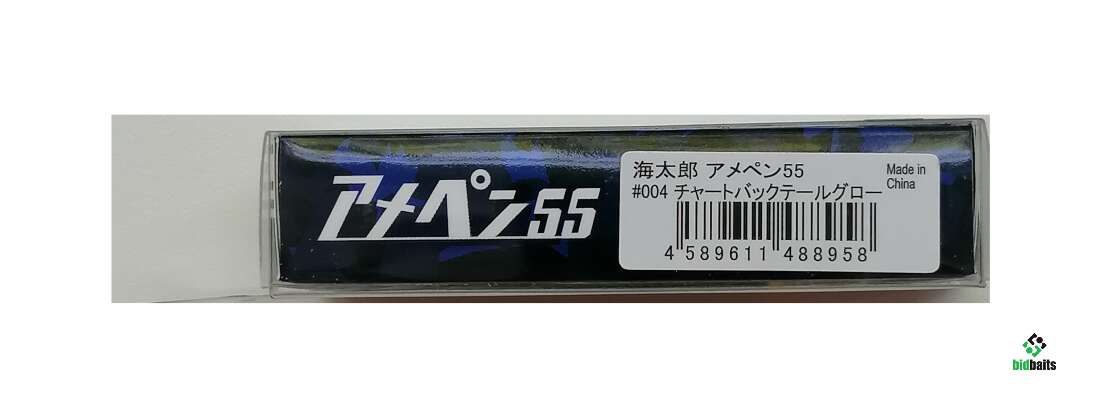 アメペン55
海太郎 アメペン55
#004 チャートバックテールグロー
Made in
China
4 589611 488958
bidbaits